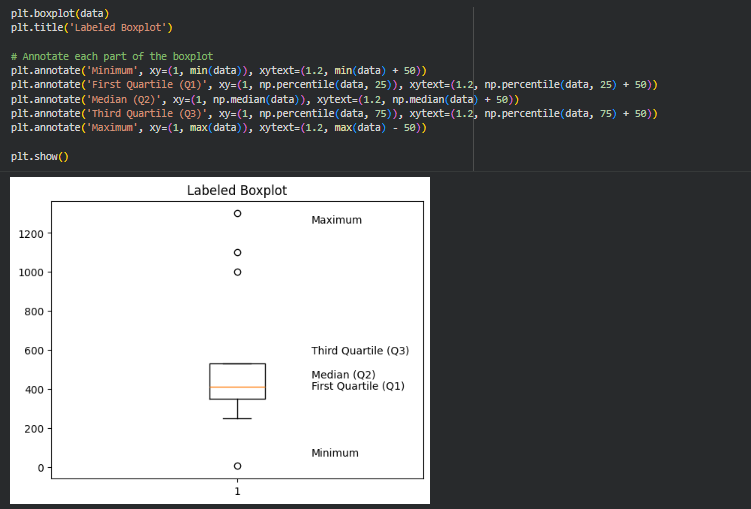 plt.boxplot(data)
plt.title('Labeled Boxplot')
# Annotate each part of the boxplot
plt.annotate('Minimum', xy=(1, min(data)), xytext=(1.2, min(data) + 50))
plt.annotate('First Quartile (Q1)', xy=(1, np.percentile(data, 25)), xytext=(1.2, np.percentile(data, 25) + 50))
plt.annotate('Median (Q2)', xy=(1, np.median(data)), xytext=(1.2, np.median(data) + 50))
plt.annotate('Third Quartile (Q3)', xy=(1, np.percentile(data, 75)), xytext=(1.2, np.percentile(data, 75) + 50))
plt.annotate('Maximum', xy=(1, max(data)), xytext=(1.2, max(data) - 50))
plt.show()
Labeled Boxplot
Maximum
1200
1000
800
600
Third Quartile (Q3)
Median (Q2)
400
First Quartile (Q1)
200
Minimum
0
1